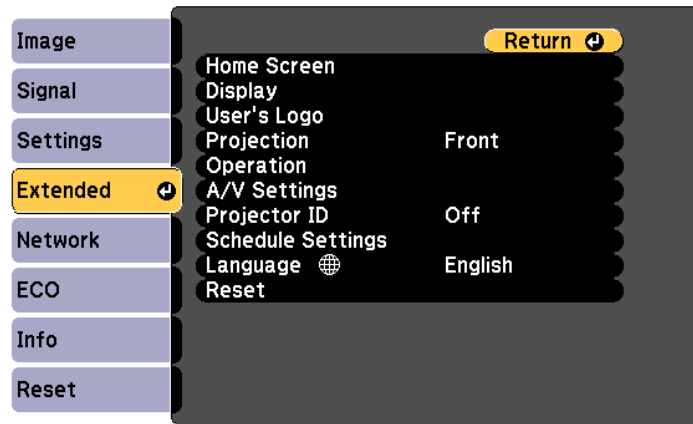 Image
Signal
Settings
Extended
Network
ECO
Info
Reset
Return
Home Screen
Display
User's Logo
Projection Front
Operation
A/V Settings
Projector ID Off
Schedule Settings
Language English
Reset